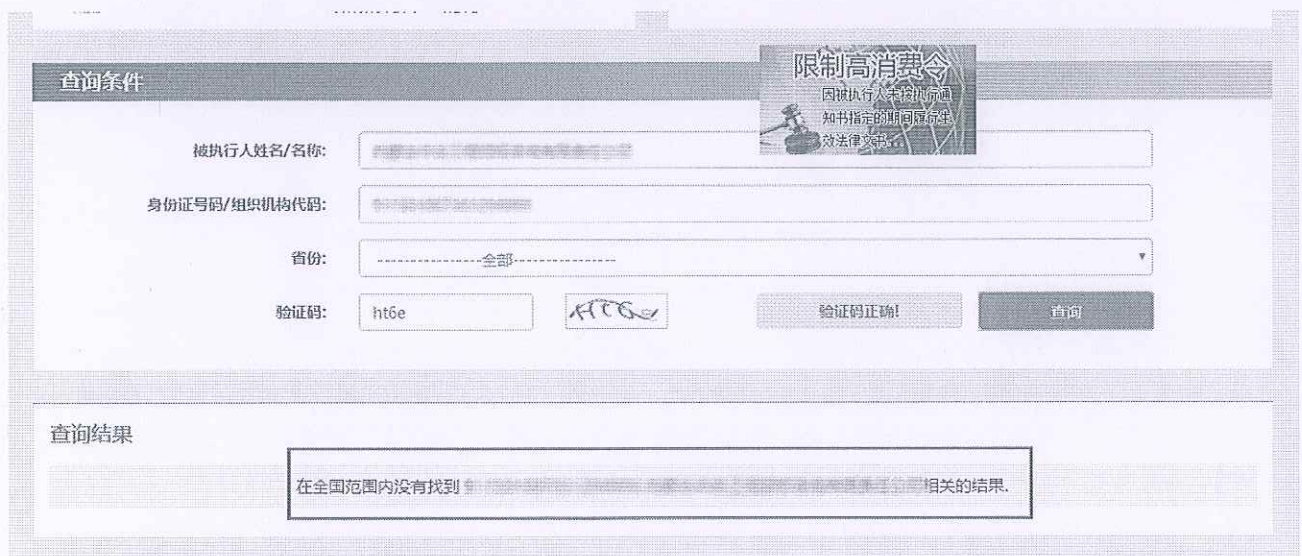 查询条件
限制高消费令
因被执行人未按执行通
知书指定的期间履行生
效法律文书
被执行人姓名/名称:
身份证号码/组织机构代码:
省份:
-----------------全部-----------------
验证码:
ht6e
HT6e
验证码正确!
查询
查询结果
在全国范围内没有找到
相关的结果.